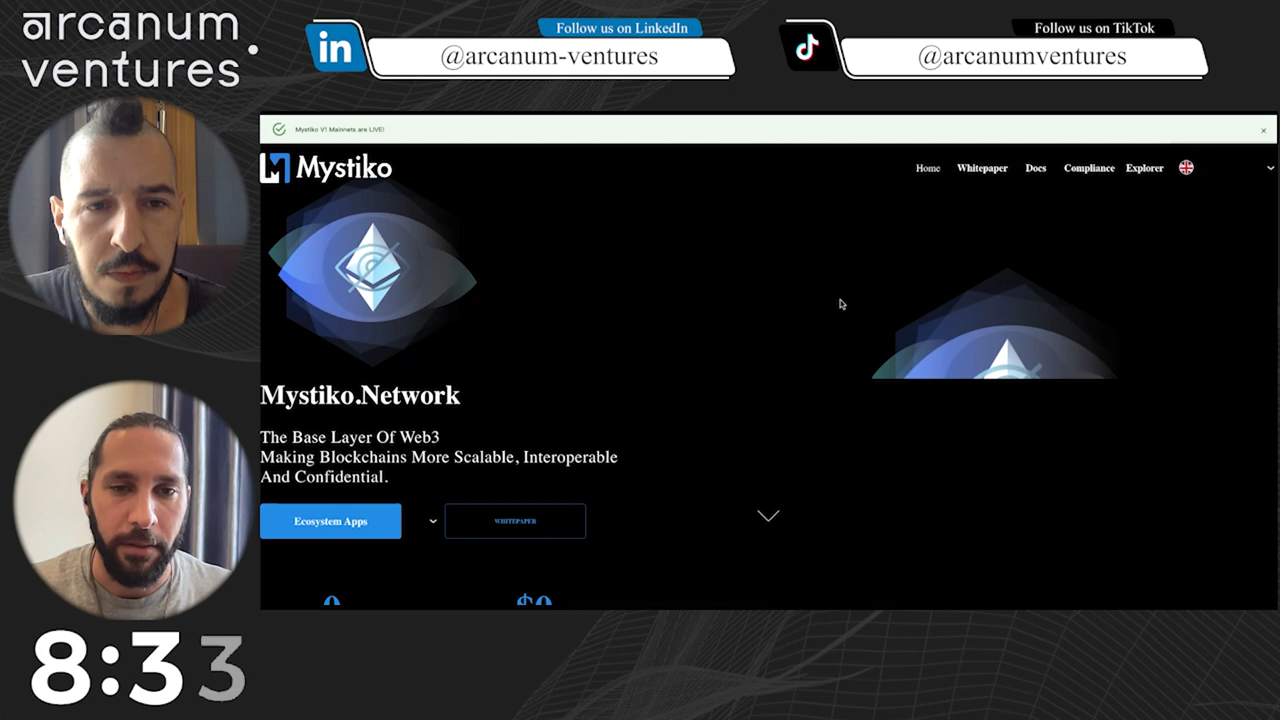 arcanum
ventures.
Follow us on LinkedIn
in
@arcanum-ventures
Follow us on TikTok
@arcanumventures
Mystiko V1 Mainnets are LIVE!
Mystiko
Home Whitepaper Docs Compliance Explorer
Mystiko.Network
The Base Layer Of Web3
Making Blockchains More Scalable, Interoperable
And Confidential.
Ecosystem Apps
WHITEPAPER
8:33